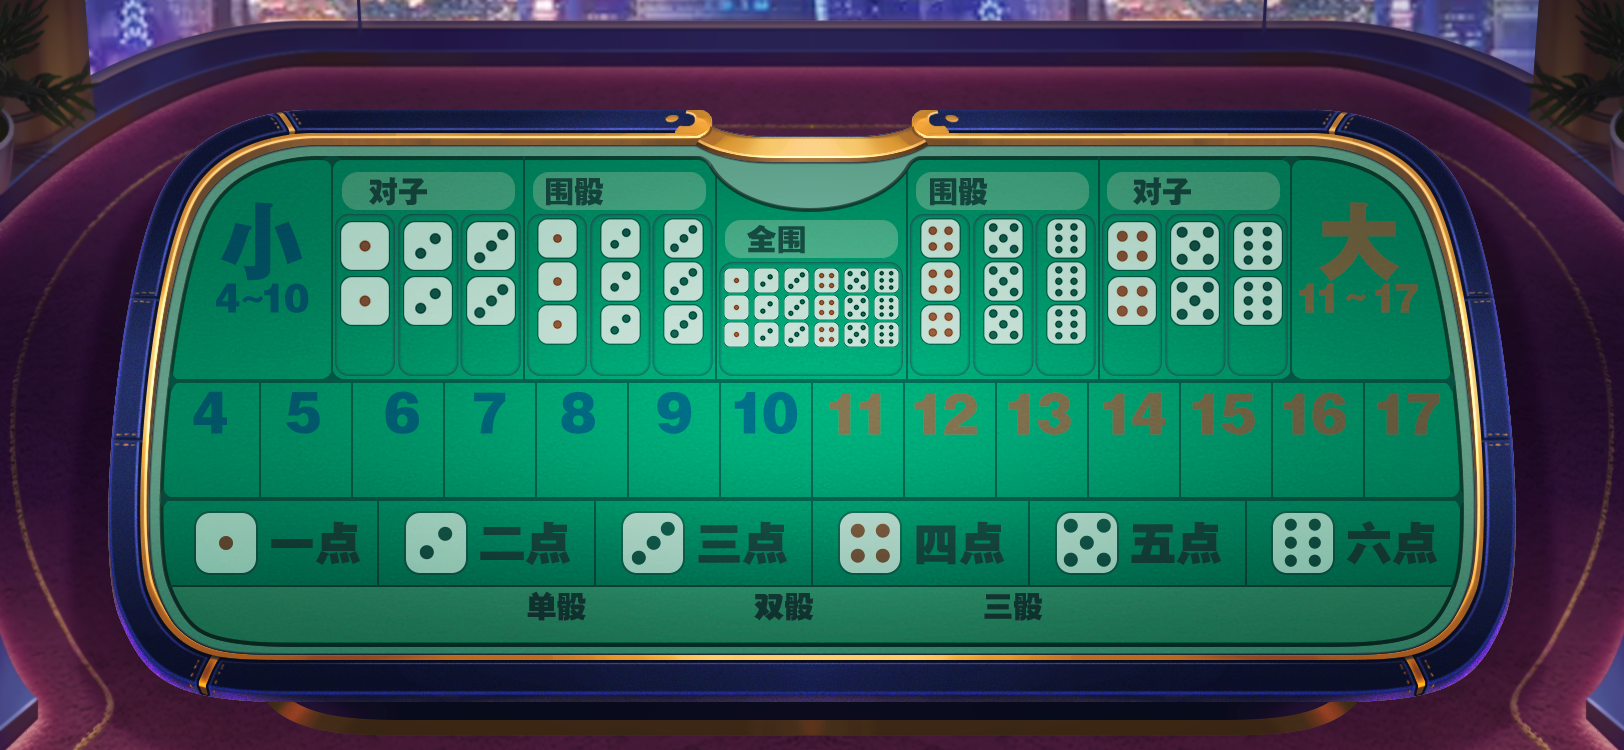 对子
围骰
围骰
对子
小
4~10
全围
大
11~17
4 5 6 7 8 9 10 11 12 13 14 15 16 17
一点 二点 三点 四点 五点 六点
单骰 双骰 三骰